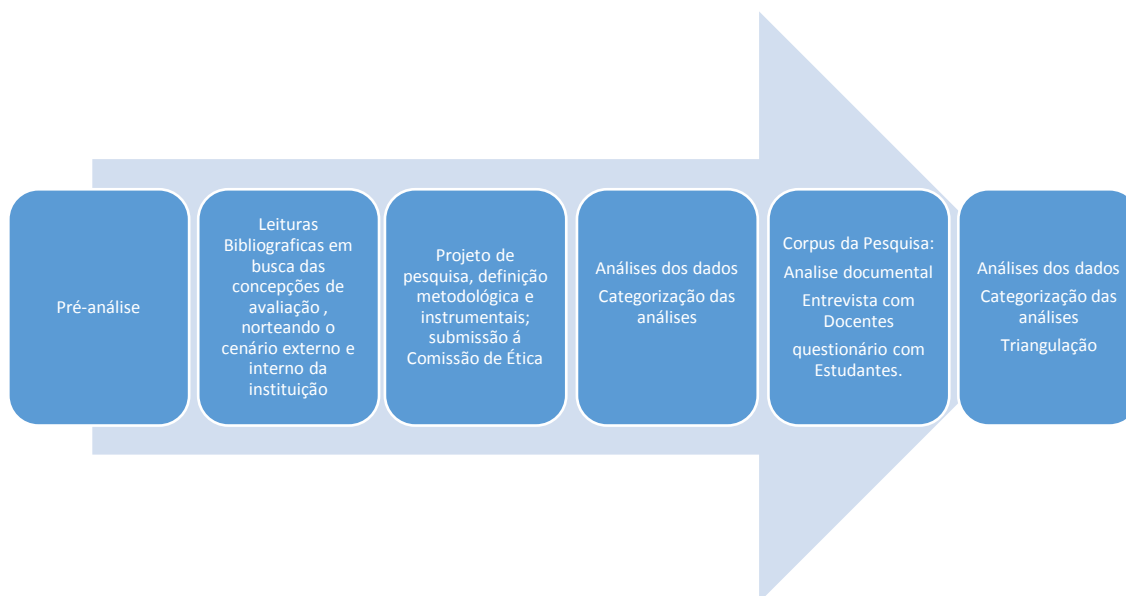 Pré-análise
Leituras
Bibliograficas em
busca das
concepções de
avaliação ,
norteando o
cenário externo e
interno da
instituição
Projeto de
pesquisa, definição
metodológica e
instrumentais;
submissão á
Comissão de Ética
Análises dos dados
Categorização das
análises
Corpus da Pesquisa:
Analise documental
Entrevista com
Docentes
questionário com
Estudantes.
Análises dos dados
Categorização das
análises
Triangulação